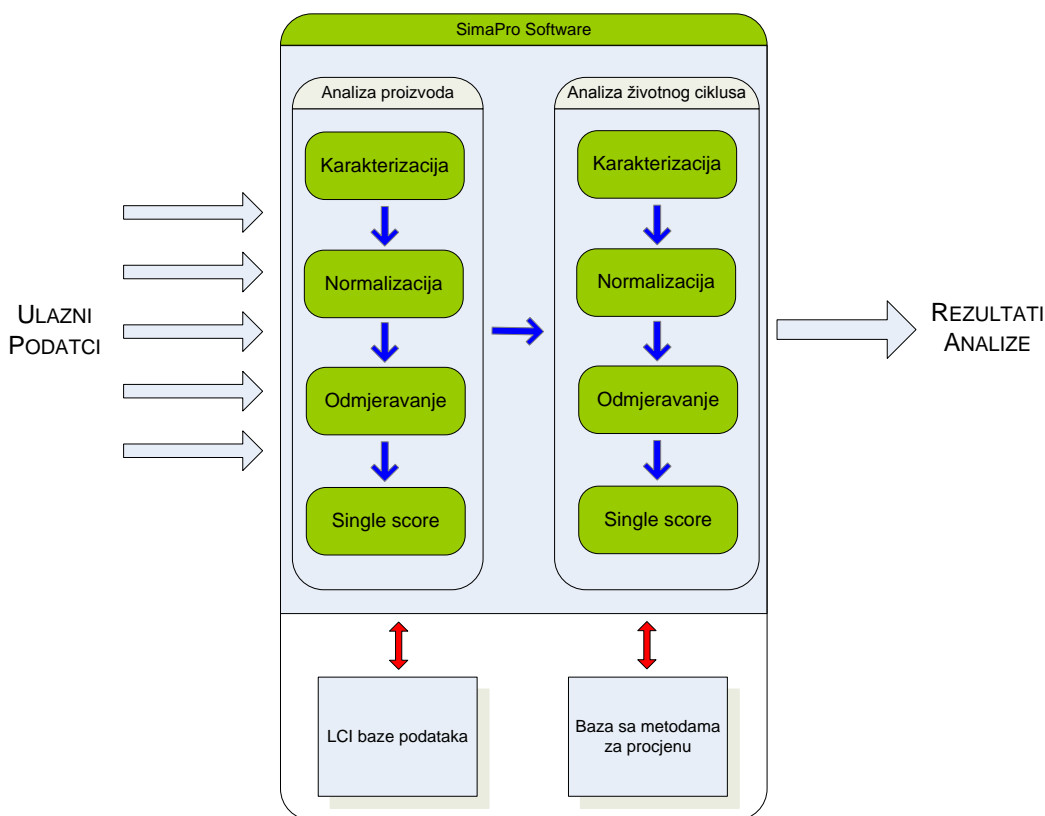 SimaPro Software
Analiza proizvoda
Karakterizacija
Normalizacija
Odmjeravanje
Single score
Analiza životnog ciklusa
Karakterizacija
Normalizacija
Odmjeravanje
Single score
ULAZNI
PODATCI
REZULTATI
ANALIZE
LCI baze podataka
Baza sa metodama
za procjenu